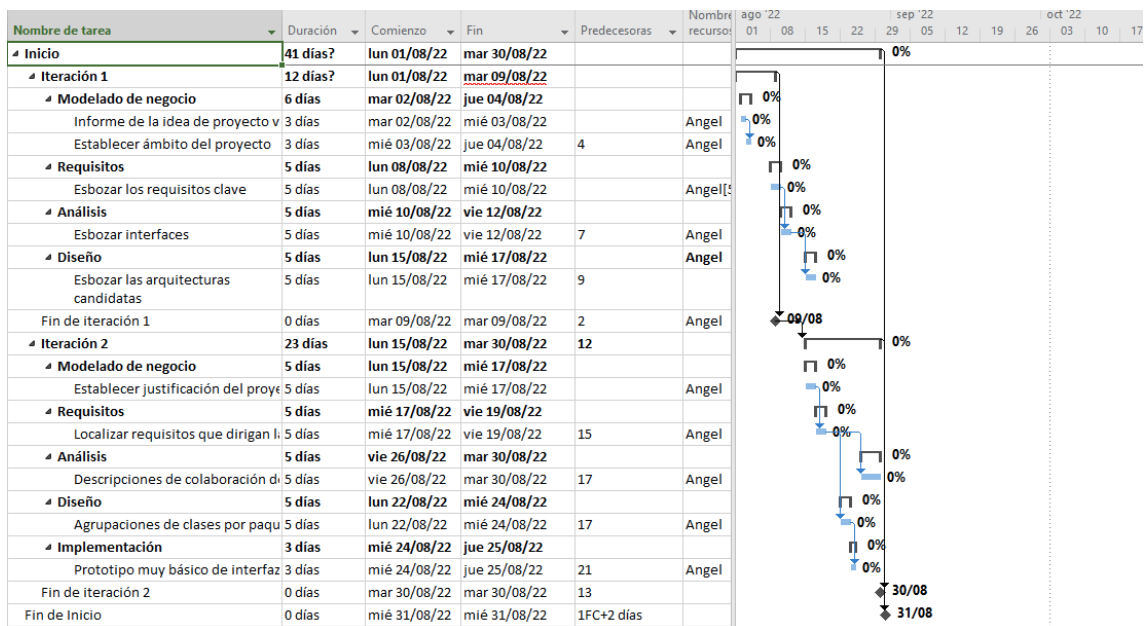 Nombre de tarea Duración Comienzo Fin Predecesoras Nombre recursos
ago '22 sep '22 oct '22
01 08 15 22 29 05 12 19 26 03 10 17
Inicio 41 días? lun 01/08/22 mar 30/08/22 0%
Iteración 1 12 días? lun 01/08/22 mar 09/08/22
Modelado de negocio 6 días mar 02/08/22 jue 04/08/22 0%
Informe de la idea de proyecto v 3 días mar 02/08/22 mié 03/08/22 Angel 0%
Establecer ámbito del proyecto 3 días mié 03/08/22 jue 04/08/22 4 Angel 0%
Requisitos 5 días lun 08/08/22 mié 10/08/22 0%
Esbozar los requisitos clave 5 días lun 08/08/22 mié 10/08/22 Angel[5 0%
Análisis 5 días mié 10/08/22 vie 12/08/22 0%
Esbozar interfaces 5 días mié 10/08/22 vie 12/08/22 7 Angel 0%
Diseño 5 días lun 15/08/22 mié 17/08/22 Angel 0%
Esbozar las arquitecturas 5 días lun 15/08/22 mié 17/08/22 9 0%
candidatas
Fin de iteración 1 0 días mar 09/08/22 mar 09/08/22 2 Angel 09/08
Iteración 2 23 días lun 15/08/22 mar 30/08/22 12 0%
Modelado de negocio 5 días lun 15/08/22 mié 17/08/22 0%
Establecer justificación del proye 5 días lun 15/08/22 mié 17/08/22 Angel 0%
Requisitos 5 días mié 17/08/22 vie 19/08/22 0%
Localizar requisitos que dirigan l 5 días mié 17/08/22 vie 19/08/22 15 Angel 0%
Análisis 5 días vie 26/08/22 mar 30/08/22 0%
Descripciones de colaboración d 5 días vie 26/08/22 mar 30/08/22 17 Angel 0%
Diseño 5 días lun 22/08/22 mié 24/08/22 0%
Agrupaciones de clases por paqu 5 días lun 22/08/22 mié 24/08/22 17 Angel 0%
Implementación 3 días mié 24/08/22 jue 25/08/22 0%
Prototipo muy básico de interfaz 3 días mié 24/08/22 jue 25/08/22 21 Angel 0%
Fin de iteración 2 0 días mar 30/08/22 mar 30/08/22 13 30/08
Fin de Inicio 0 días mié 31/08/22 mié 31/08/22 1FC+2 días 31/08